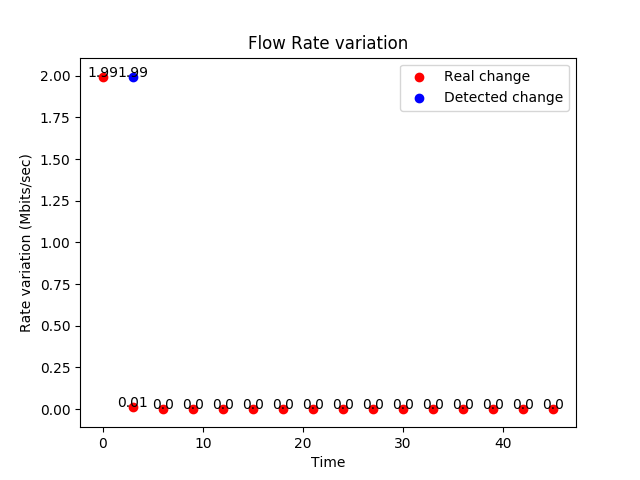 Flow Rate variation
1.99 1.99
Real change
Detected change
2.00
1.75
1.50
1.25
1.00
0.75
0.50
0.25
0.00
Rate variation (Mbits/sec)
0.01 0.0 0.0 0.0 0.0 0.0 0.0 0.0 0.0 0.0 0.0 0.0 0.0 0.0 0.0
0 10 20 30 40
Time